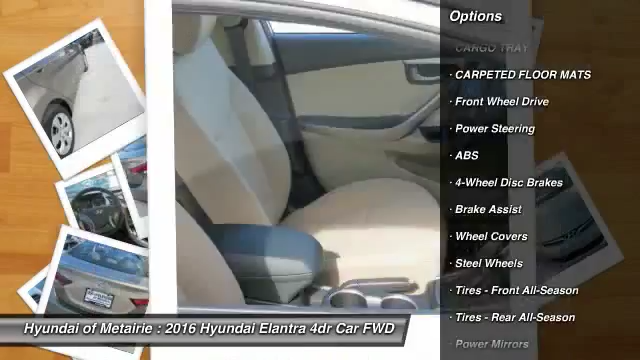 Options
CARGO TRAY
· CARPETED FLOOR MATS
· Front Wheel Drive
· Power Steering
· ABS
· 4-Wheel Disc Brakes
· Brake Assist
· Wheel Covers
· Steel Wheels
· Tires - Front All-Season
· Tires - Rear All-Season
· Power Mirrors
Hyundai of Metairie : 2016 Hyundai Elantra 4dr Car FWD